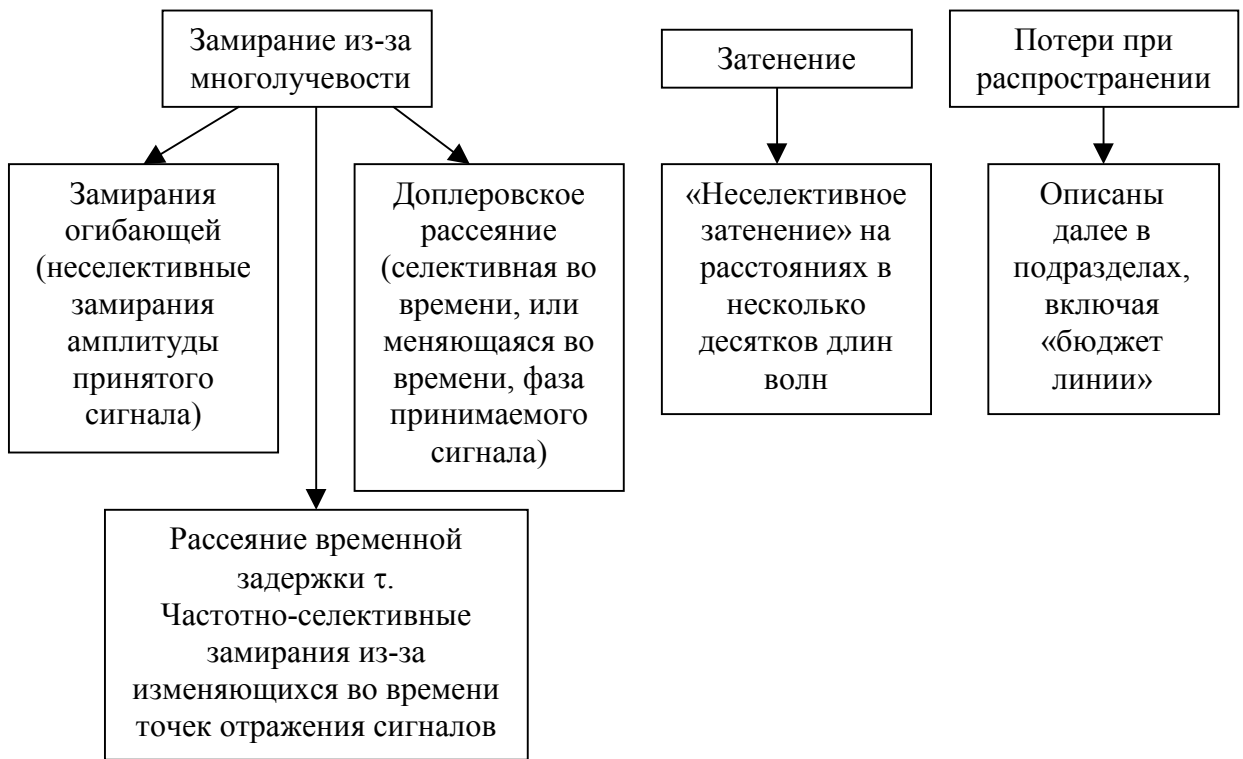 Замирание из-за
многолучевости
Затенение
Потери при
распространении
Замирания
огибающей
(неселективные
замирания
амплитуды
принятого
сигнала)
Доплеровское
рассеяние
(селективная во
времени, или
меняющаяся во
времени, фаза
принимаемого
сигнала)
«Неселективное
затенение» на
расстояниях в
несколько
десятков длин
волн
Описаны
далее в
подразделах,
включая
«бюджет
линии»
Рассеяние временной
задержки τ.
Частотно-селективные
замирания из-за
изменяющихся во времени
точек отражения сигналов